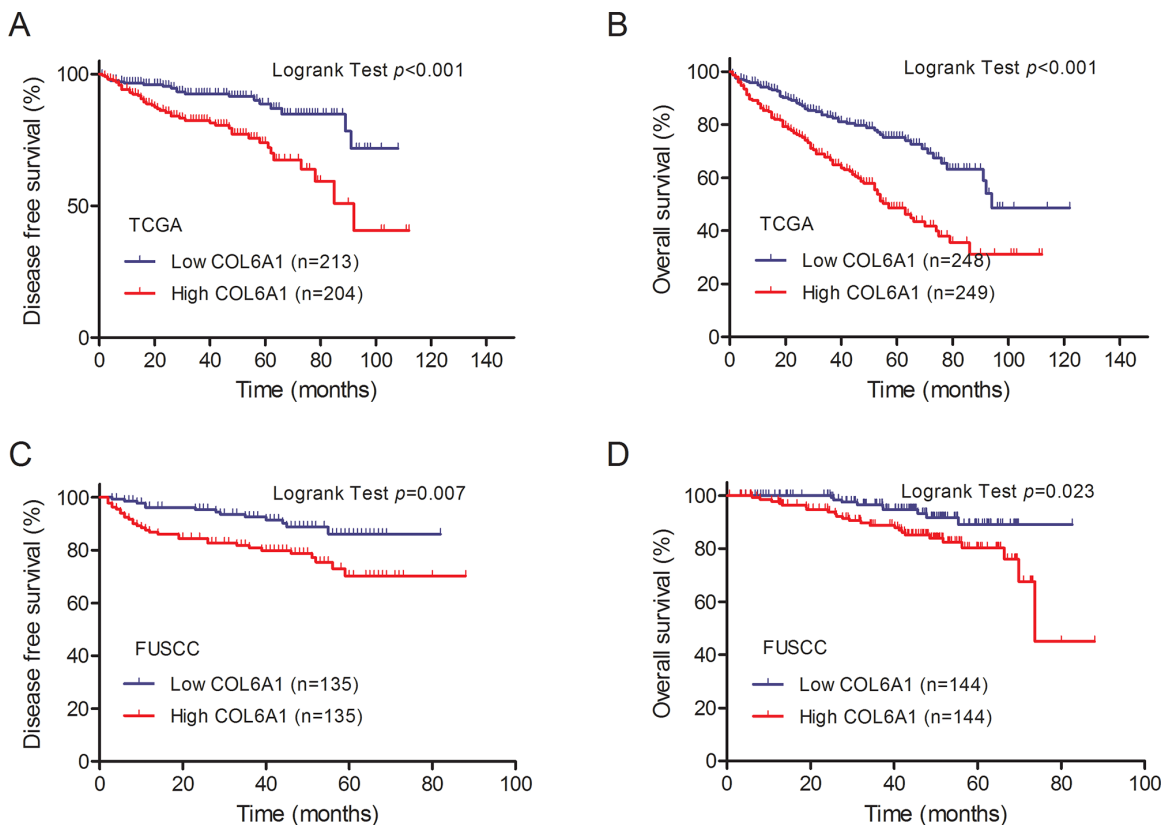 A
Logrank Test p<0.001
Disease free survival (%)
100
50
0
TCGA
Low COL6A1 (n=213)
High COL6A1 (n=204)
0 20 40 60 80 100 120 140
Time (months)
B
Logrank Test p<0.001
Overall survival (%)
100
80
60
40
20
0
TCGA
Low COL6A1 (n=248)
High COL6A1 (n=249)
0 20 40 60 80 100 120 140
Time (months)
C
Logrank Test p=0.007
Disease free survival (%)
100
80
60
40
20
0
FUSCC
Low COL6A1 (n=135)
High COL6A1 (n=135)
0 20 40 60 80 100
Time (months)
D
Logrank Test p=0.023
Overall survival (%)
100
80
60
40
20
0
FUSCC
Low COL6A1 (n=144)
High COL6A1 (n=144)
0 20 40 60 80 100
Time (months)